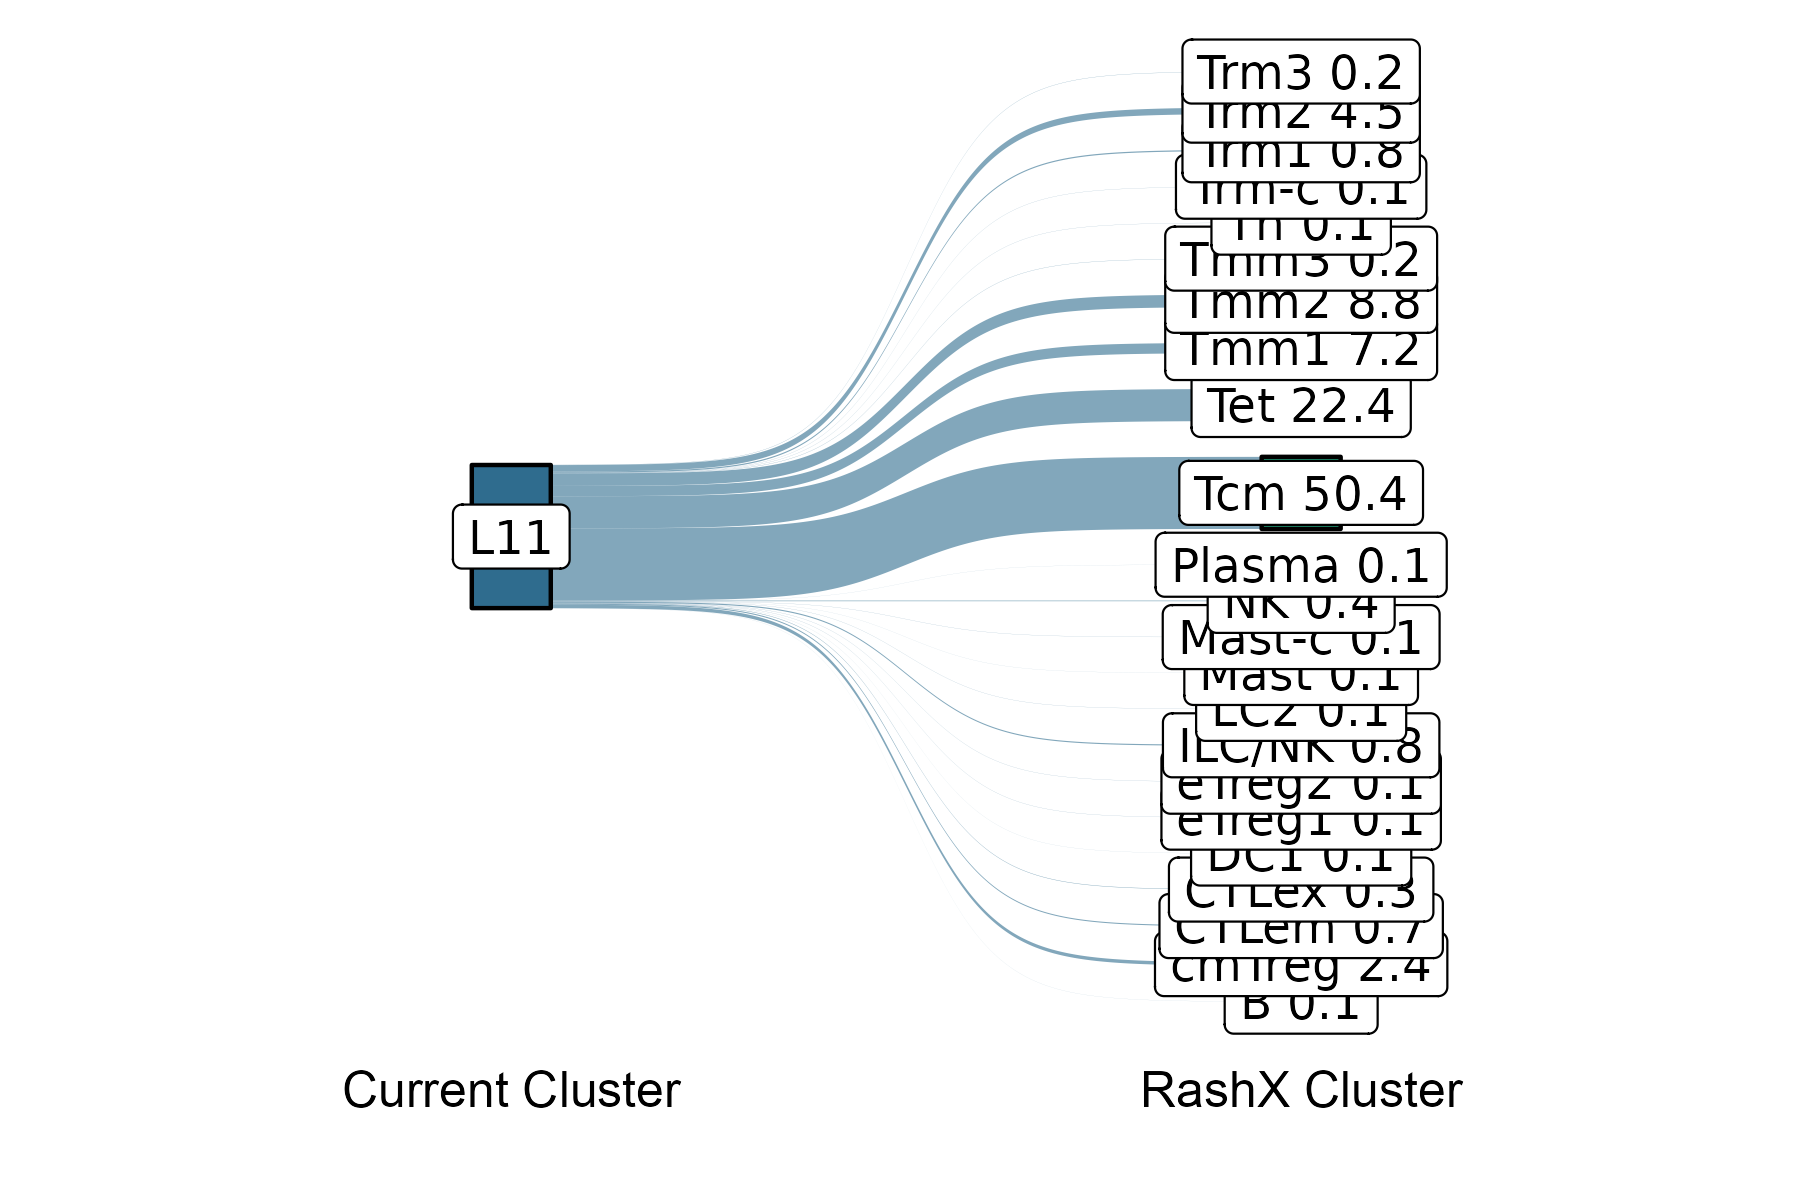 Trm3 0.2
Trm2 4.5
Trm1 0.8
Trm-c 0.1
Tn 0.1
Tmm3 0.2
Tmm2 8.8
Tmm1 7.2
Tet 22.4
Tcm 50.4
L11
Plasma 0.1
NK 0.4
Mast-c 0.1
Mast 0.1
LC2 0.1
ILC/NK 0.8
eTreg2 0.1
eTreg1 0.1
DC1 0.1
CTLex 0.3
CTLem 0.7
cmTreg 2.4
B 0.1
Current Cluster
RashX Cluster